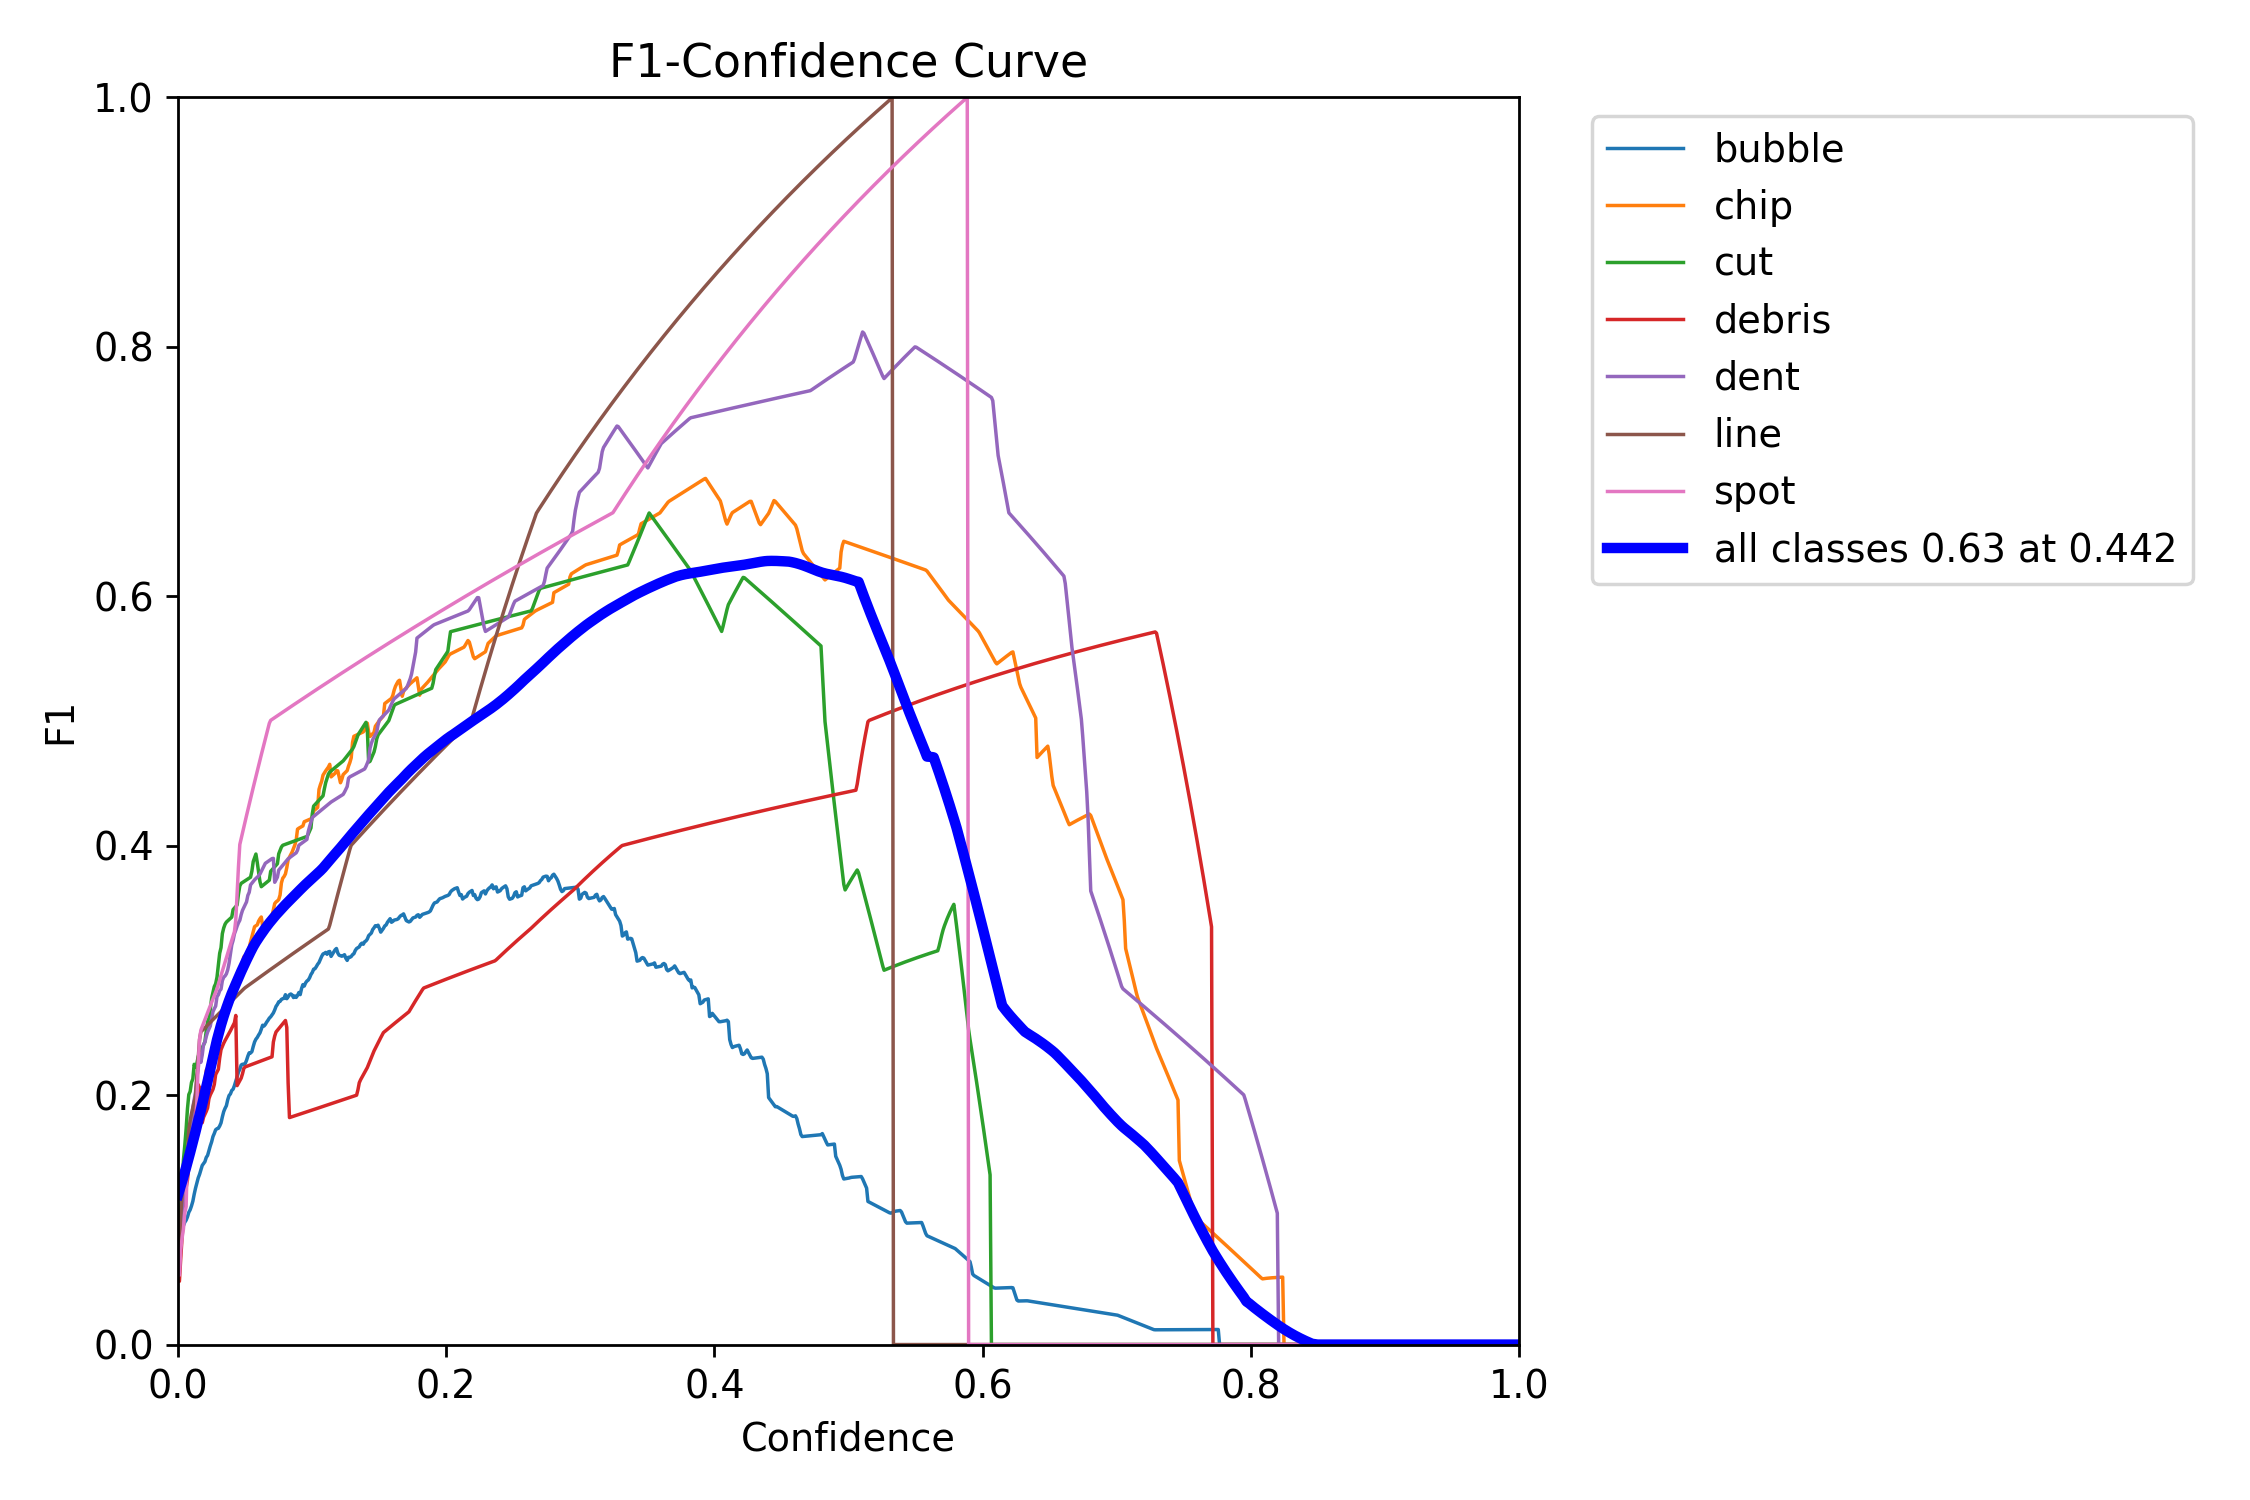 F1-Confidence Curve
1.0
0.8
0.6
0.4
0.2
0.0
F1
0.0 0.2 0.4 0.6 0.8 1.0
Confidence
bubble
chip
cut
debris
dent
line
spot
all classes 0.63 at 0.442